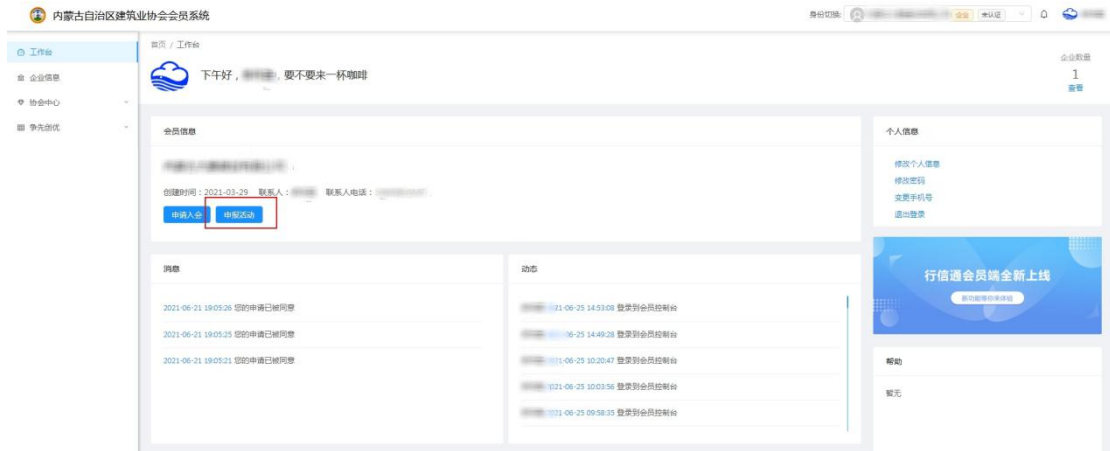 内蒙古自治区建筑业协会会员系统
身份切换:
企业
未认证
工作台
企业信息
协会中心
争先创优
首页 / 工作台
下午好, , 要不要来一杯咖啡
企业数量
1
查看
会员信息
创建时间:2021-03-29 联系人: 联系人电话:
申请入会 申报活动
个人信息
修改个人信息
修改密码
变更手机号
退出登录
行信通会员端全新上线
新功能等你来体验
消息
2021-06-21 19:05:26 您的申请已被同意
2021-06-21 19:05:25 您的申请已被同意
2021-06-21 19:05:21 您的申请已被同意
动态
21-06-25 14:53:08 登录到会员控制台
06-25 14:49:28 登录到会员控制台
1-06-25 10:20:47 登录到会员控制台
2021-06-25 10:03:56 登录到会员控制台
2021-06-25 09:58:35 登录到会员控制台
帮助
暂无